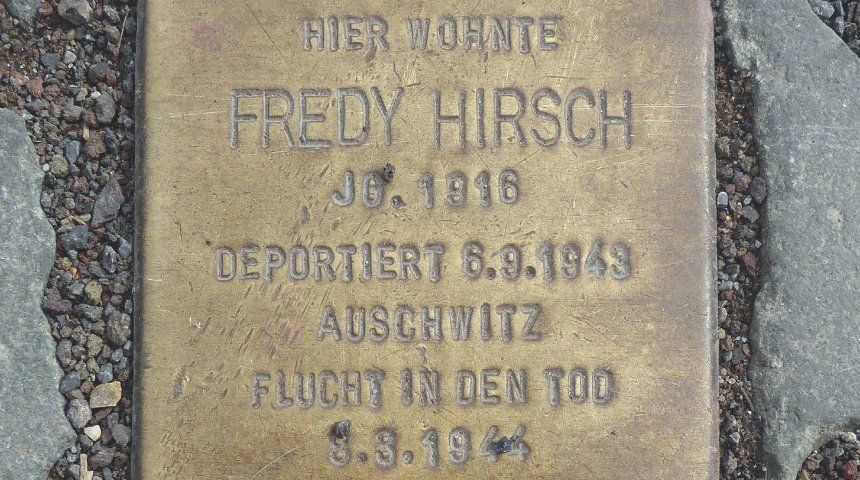 HIER WOHNTE
FREDY HIRSCH
JG. 1916
DEPORTIERT 6.9.1943
AUSCHWITZ
FLUCHT IN DEN TOD
8.3.1944